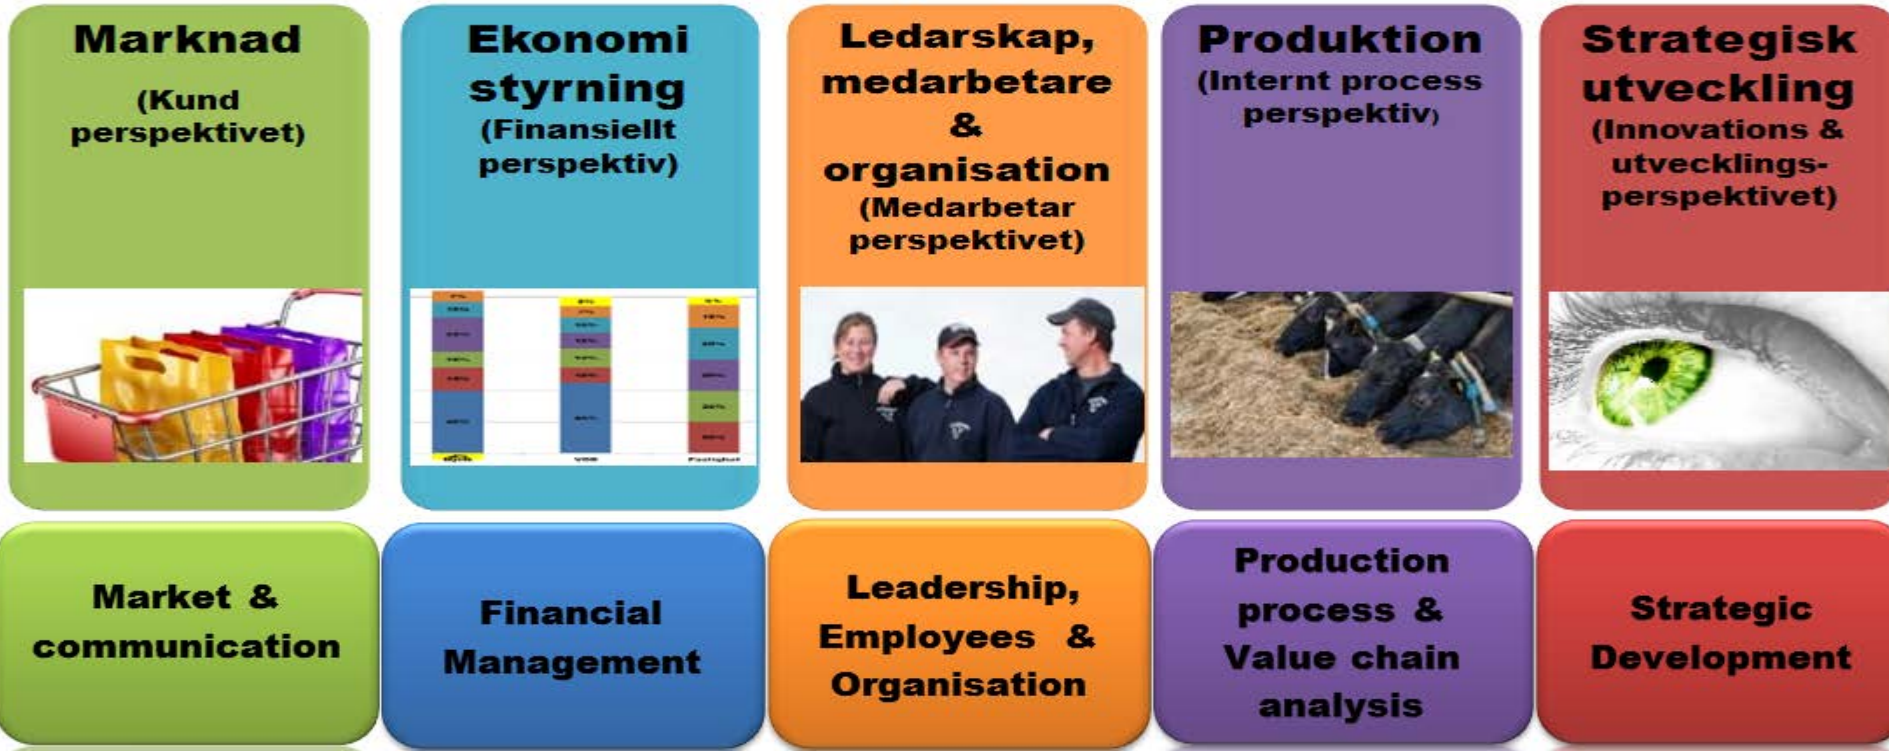 Marknad
(Kund
perspektivet)
Ekonomi
styrning
(Finansiellt
perspektiv)
Ledarskap,
medarbetare
&
organisation
(Medarbetar
perspektivet)
Produktion
(Internt process
perspektiv)
Strategisk
utveckling
(Innovations &
utvecklings-
perspektivet)
Fastighet
Market &
communication
Financial
Management
Leadership,
Employees &
Organisation
Production
process &
Value chain
analysis
Strategic
Development